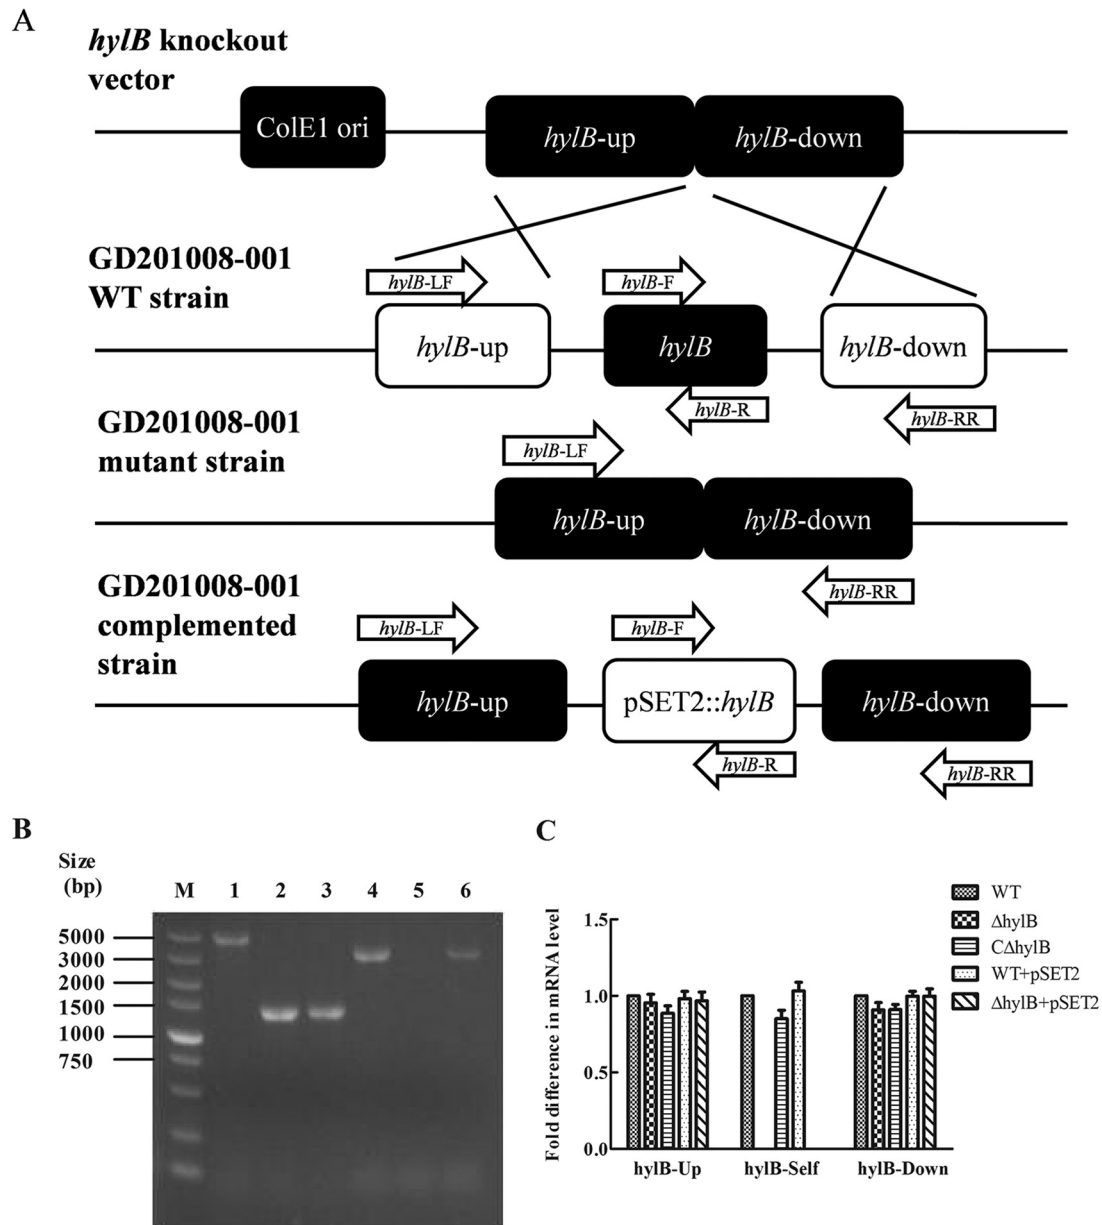 A
hylB knockout
vector
ColE1 ori
hylB-up
hylB-down
GD201008-001
WT strain
hylB-LF
hylB-F
hylB-up
hylB
hylB-down
hylB-R
hylB-RR
GD201008-001
mutant strain
hylB-LF
hylB-up
hylB-down
hylB-RR
GD201008-001
complemented
strain
hylB-LF
hylB-F
hylB-up
pSET2::hylB
hylB-down
hylB-R
hylB-RR
B
Size
(bp)
M 1 2 3 4 5 6
5000
3000
2000
1500
1000
750
C
Fold difference in mRNA level
1.5
1.0
0.5
0.0
hylB-Up
hylB-Self
hylB-Down
WT
ΔhylB
CΔhylB
WT+pSET2
ΔhylB+pSET2